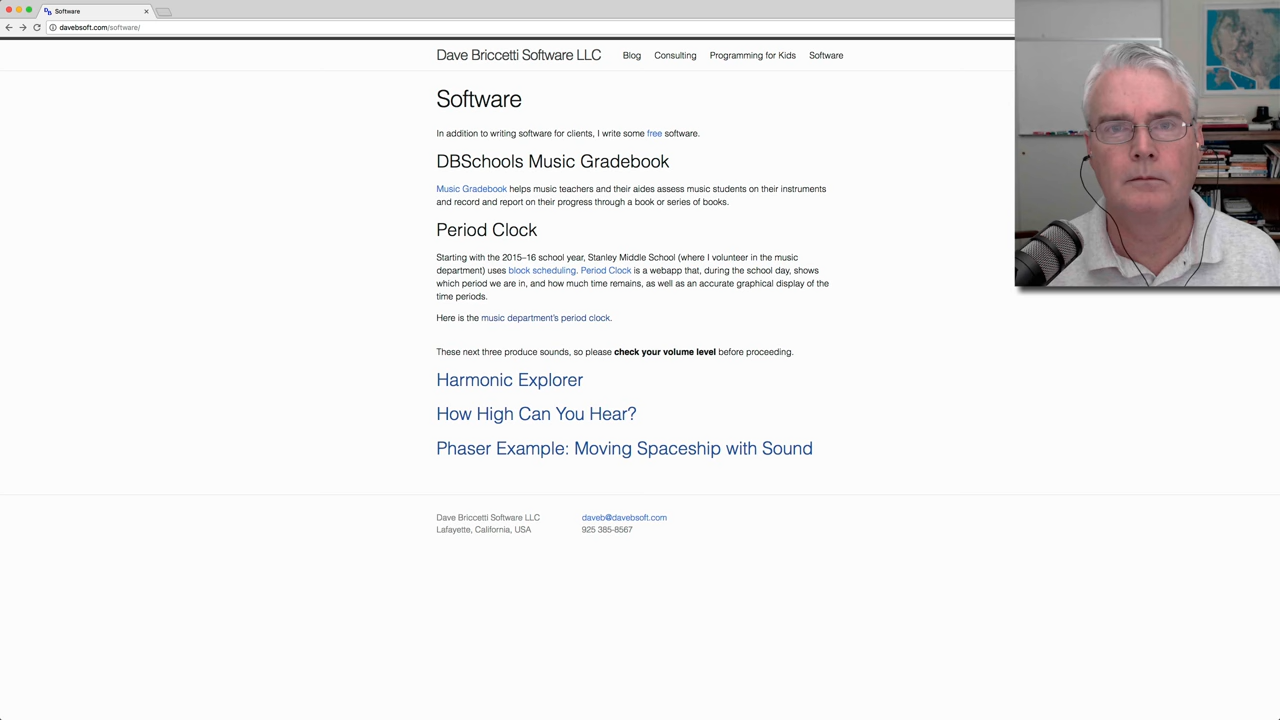 Software
davebsoft.com/software/
Dave Briccetti Software LLC Blog Consulting Programming for Kids Software
Software
In addition to writing software for clients, I write some free software.
DBSchools Music Gradebook
Music Gradebook helps music teachers and their aides assess music students on their instruments
and record and report on their progress through a book or series of books.
Period Clock
Starting with the 2015–16 school year, Stanley Middle School (where I volunteer in the music
department) uses block scheduling. Period Clock is a webapp that, during the school day, shows
which period we are in, and how much time remains, as well as an accurate graphical display of the
time periods.
Here is the music department's period clock.
These next three produce sounds, so please check your volume level before proceeding.
Harmonic Explorer
How High Can You Hear?
Phaser Example: Moving Spaceship with Sound
Dave Briccetti Software LLC daveb@davebsoft.com
Lafayette, California, USA 925 385-8567